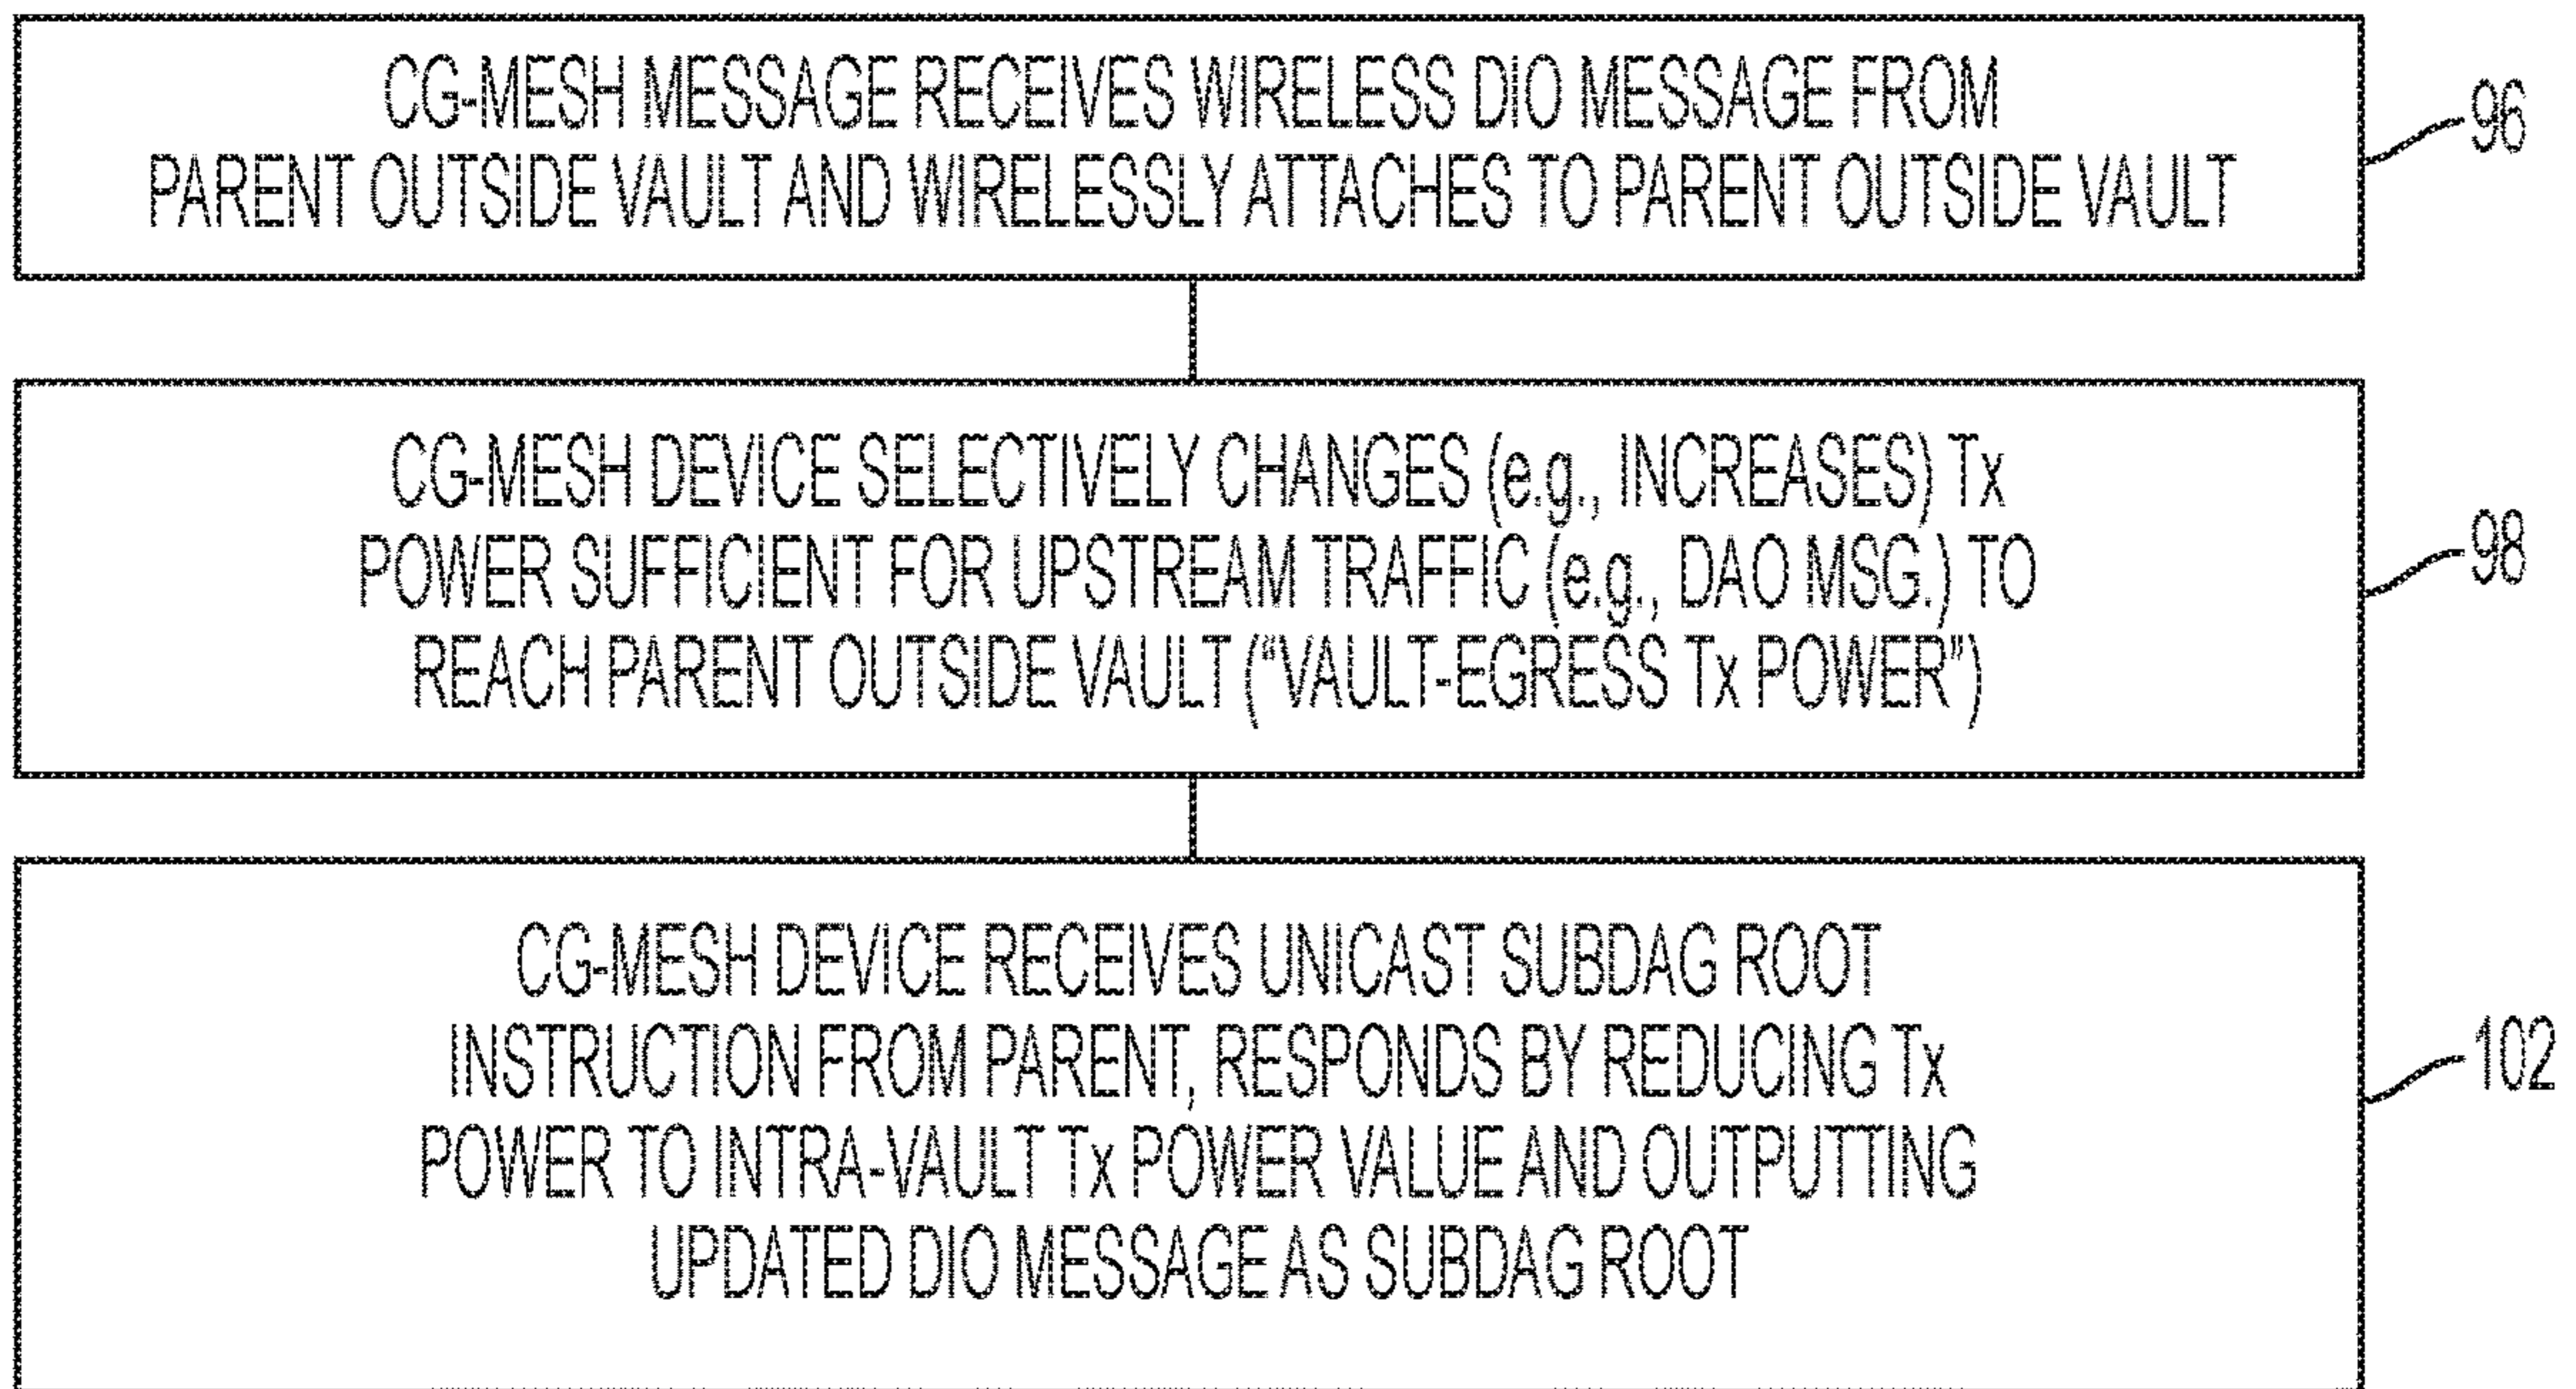 CG-MESH MESSAGE RECEIVES WIRELESS DIO MESSAGE FROM
PARENT OUTSIDE VAULT AND WIRELESSLY ATTACHES TO PARENT OUTSIDE VAULT
96
CG-MESH DEVICE SELECTIVELY CHANGES (e.g., INCREASES) Tx
POWER SUFFICIENT FOR UPSTREAM TRAFFIC (e.g., DAO MSG.) TO
REACH PARENT OUTSIDE VAULT (“VAULT-EGRESS Tx POWER”)
98
CG-MESH DEVICE RECEIVES UNICAST SUBDAG ROOT
INSTRUCTION FROM PARENT, RESPONDS BY REDUCING Tx
POWER TO INTRA-VAULT Tx POWER VALUE AND OUTPUTTING
UPDATED DIO MESSAGE AS SUBDAG ROOT
102